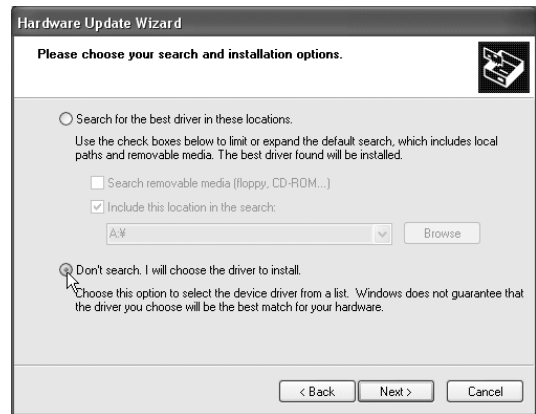 Hardware Update Wizard
Please choose your search and installation options.
Search for the best driver in these locations.
Use the check boxes below to limit or expand the default search, which includes local
paths and removable media. The best driver found will be installed.
Search removable media (floppy, CD-ROM...)
Include this location in the search:
A:¥
Browse
Don't search. I will choose the driver to install.
Choose this option to select the device driver from a list. Windows does not guarantee that
the driver you choose will be the best match for your hardware.
< Back Next > Cancel